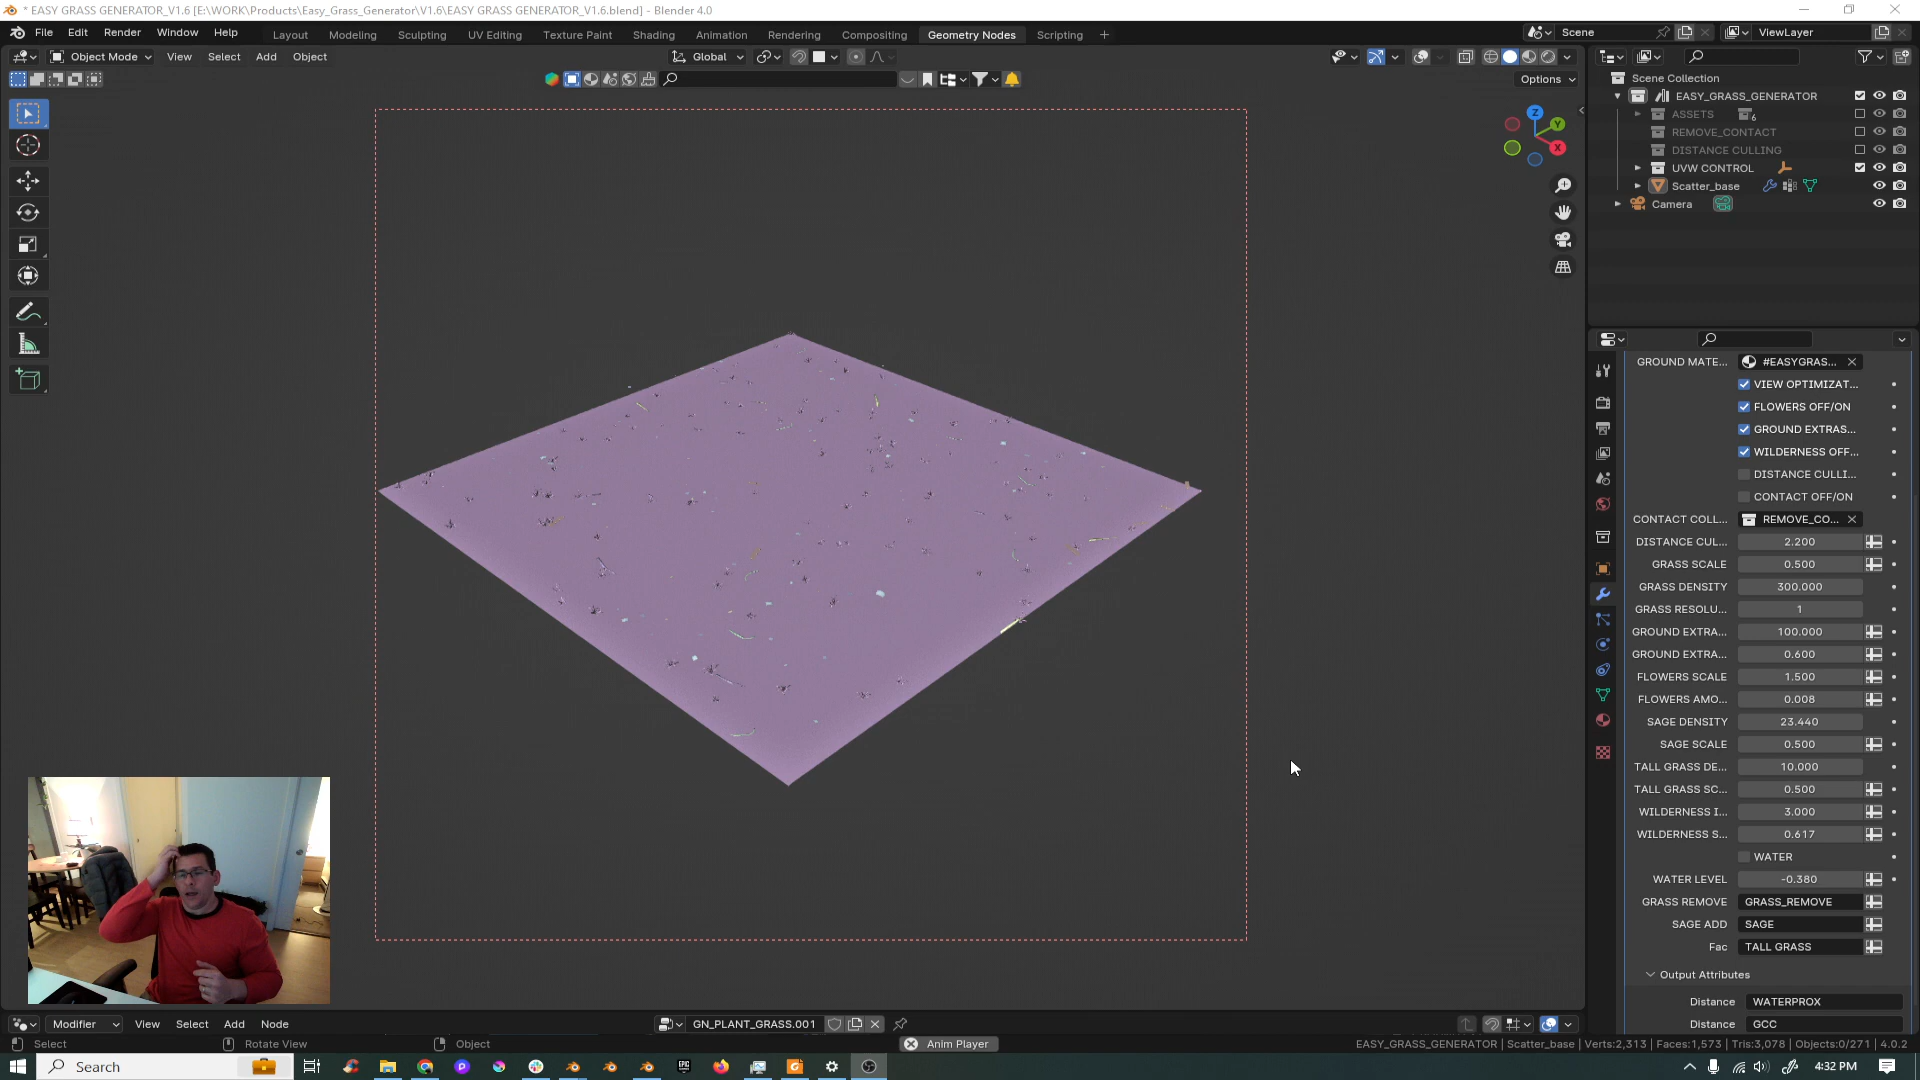 * EASY GRASS GENERATOR_V1.6 [E:\WORK\Products\Easy_Grass_Generator\V1.6\EASY GRASS GENERATOR_V1.6.blend] - Blender 4.0
File Edit Render Window Help
Layout Modeling Sculpting UV Editing Texture Paint Shading Animation Rendering Compositing Geometry Nodes Scripting +
Scene
ViewLayer
Object Mode View Select Add Object
Global
Options
Scene Collection
EASY_GRASS_GENERATOR
ASSETS 6
REMOVE_CONTACT
DISTANCE CULLING
UVW CONTROL
Scatter_base
Camera
Z
Y
X
GROUND MATE... #EASYGRAS...
VIEW OPTIMIZAT...
FLOWERS OFF/ON
GROUND EXTRAS...
WILDERNESS OFF...
DISTANCE CULLI...
CONTACT OFF/ON
CONTACT COLL... REMOVE_CO...
DISTANCE CUL... 2.200
GRASS SCALE 0.500
GRASS DENSITY 300.000
GRASS RESOLU... 1
GROUND EXTRA... 100.000
GROUND EXTRA... 0.600
FLOWERS SCALE 1.500
FLOWERS AMO... 0.008
SAGE DENSITY 23.440
SAGE SCALE 0.500
TALL GRASS DE... 10.000
TALL GRASS SC... 0.500
WILDERNESS I... 3.000
WILDERNESS S... 0.617
WATER
WATER LEVEL -0.380
GRASS REMOVE GRASS_REMOVE
SAGE ADD SAGE
Fac TALL GRASS
Output Attributes
Distance WATERPROX
Distance GCC
Modifier View Select Add Node
GN_PLANT_GRASS.001
Select Rotate View Object
Anim Player
EASY_GRASS_GENERATOR | Scatter_base | Verts:2,313 | Faces:1,573 | Tris:3,078 | Objects:0/271 | 4.0.2
Search
4:32 PM